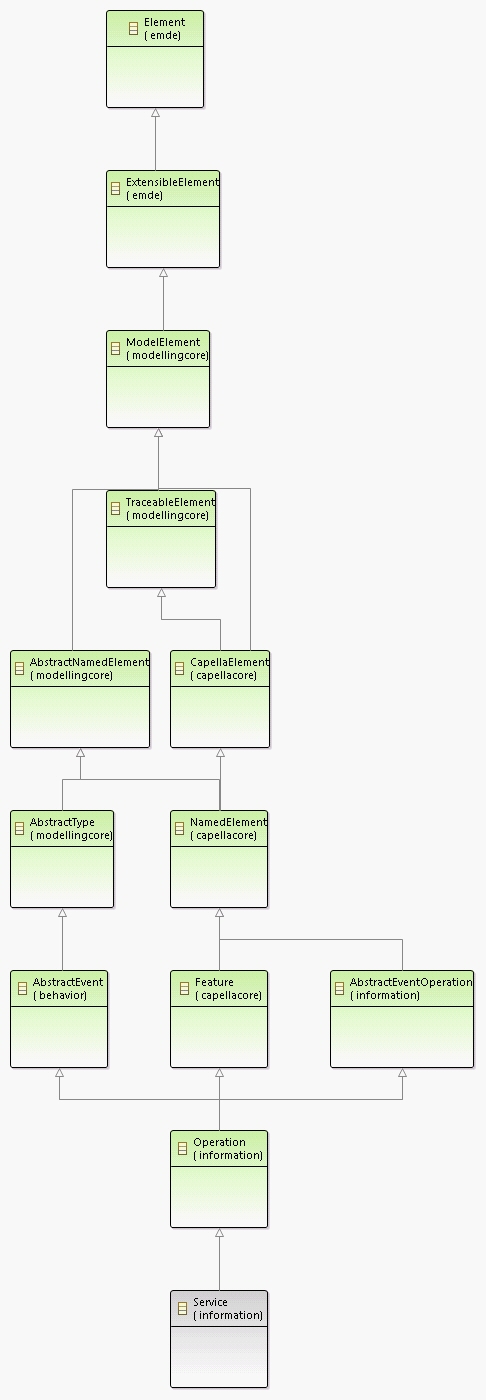 Element
( emde)
ExtensibleElement
( emde)
ModelElement
( modellingcore)
TraceableElement
( modellingcore)
AbstractNamedElement
( modellingcore)
CapellaElement
( capellacore)
AbstractType
( modellingcore)
NamedElement
( capellacore)
AbstractEvent
( behavior)
Feature
( capellacore)
AbstractEventOperation
( information)
Operation
( information)
Service
( information)